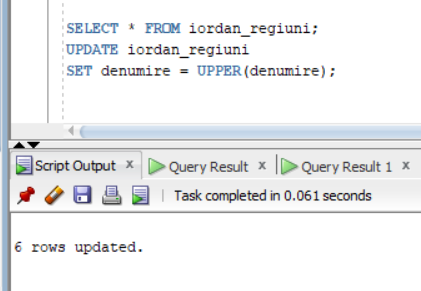 SELECT * FROM iordan_regiuni;
UPDATE iordan_regiuni
SET denumire = UPPER(denumire);
Script Output x Query Result x Query Result 1 x
Task completed in 0.061 seconds
6 rows updated.